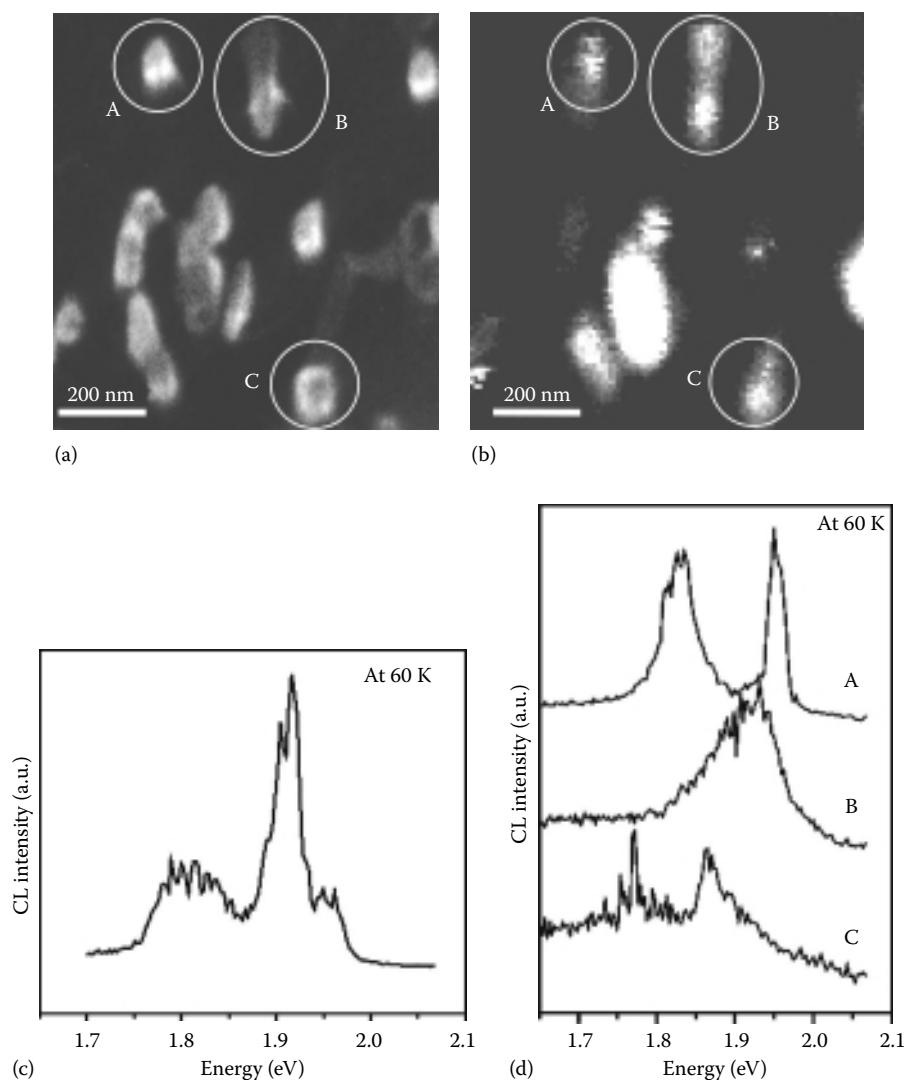 A
B
C
200 nm
(a)
A
B
C
200 nm
(b)
At 60 K
CL intensity (a.u.)
1.7 1.8 1.9 2.0 2.1
Energy (eV)
(c)
At 60 K
A
B
C
CL intensity (a.u.)
1.7 1.8 1.9 2.0 2.1
Energy (eV)
(d)